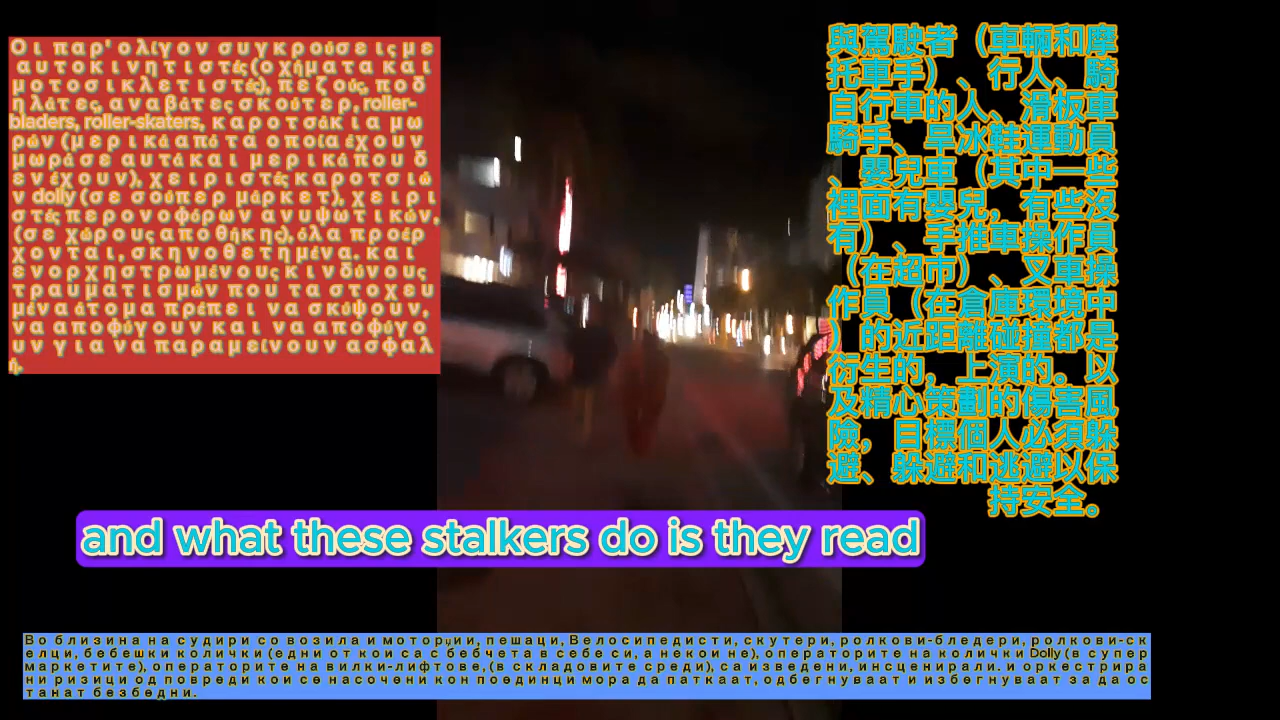 Οι παρ' ολίγον συγκρούσεις με
αυτοκινητιστές (οχήματα και
μοτοσικλετιστές), πεζούς, ποδ
ηλάτες, αναβάτες σκούτερ, roller-
bladers, roller-skaters, καροτσάκια μω
ρών (μερικά από τα οποία έχουν
μωρά σε αυτά και μερικά που δ
εν έχουν), χειριστές καροτσιώ
ν dolly (σε σούπερ μάρκετ), χειρι
στές περονοφόρων ανυψωτικών,
(σε χώρους αποθήκης), όλα προέρ
χονται, σκηνοθετημένα. και
ενορχηστρωμένους κινδύνους
τραυματισμών που τα στοχευ
μένα άτομα πρέπει να σκύψουν,
να αποφύγουν και να αποφύγο
υν για να παραμείνουν ασφαλ
ή.
與駕駛者（車輛和摩
托車手）、行人、騎
自行車的人、滑板車
騎手、旱冰鞋運動員
、嬰兒車（其中一些
裡面有嬰兒，有些沒
有）、手推車操作員
（在超市）、叉車操
作員（在倉庫環境中
）的近距離碰撞都是
衍生的，上演的。以
及精心策劃的傷害風
險，目標個人必須躲
避、躲避和逃避以保
持安全。
and what these stalkers do is they read
Во близина на судири со возила и моторџии, пешаци, Велосипедисти, скутери, ролкови-бледери, ролкови-ск
елци, бебешки колички (едни от кои са с бебчета в себе си, а некои не), операторите на колички Dolly (в супер
маркетите), операторите на вилки-лифтове, (в складовите среди), са изведени, инсценирали. и оркестрира
ни ризици од повреди кои се насочени кон поединци мора да паткаат, одбегнуваат и избегнуваат за да ос
танат безбедни.